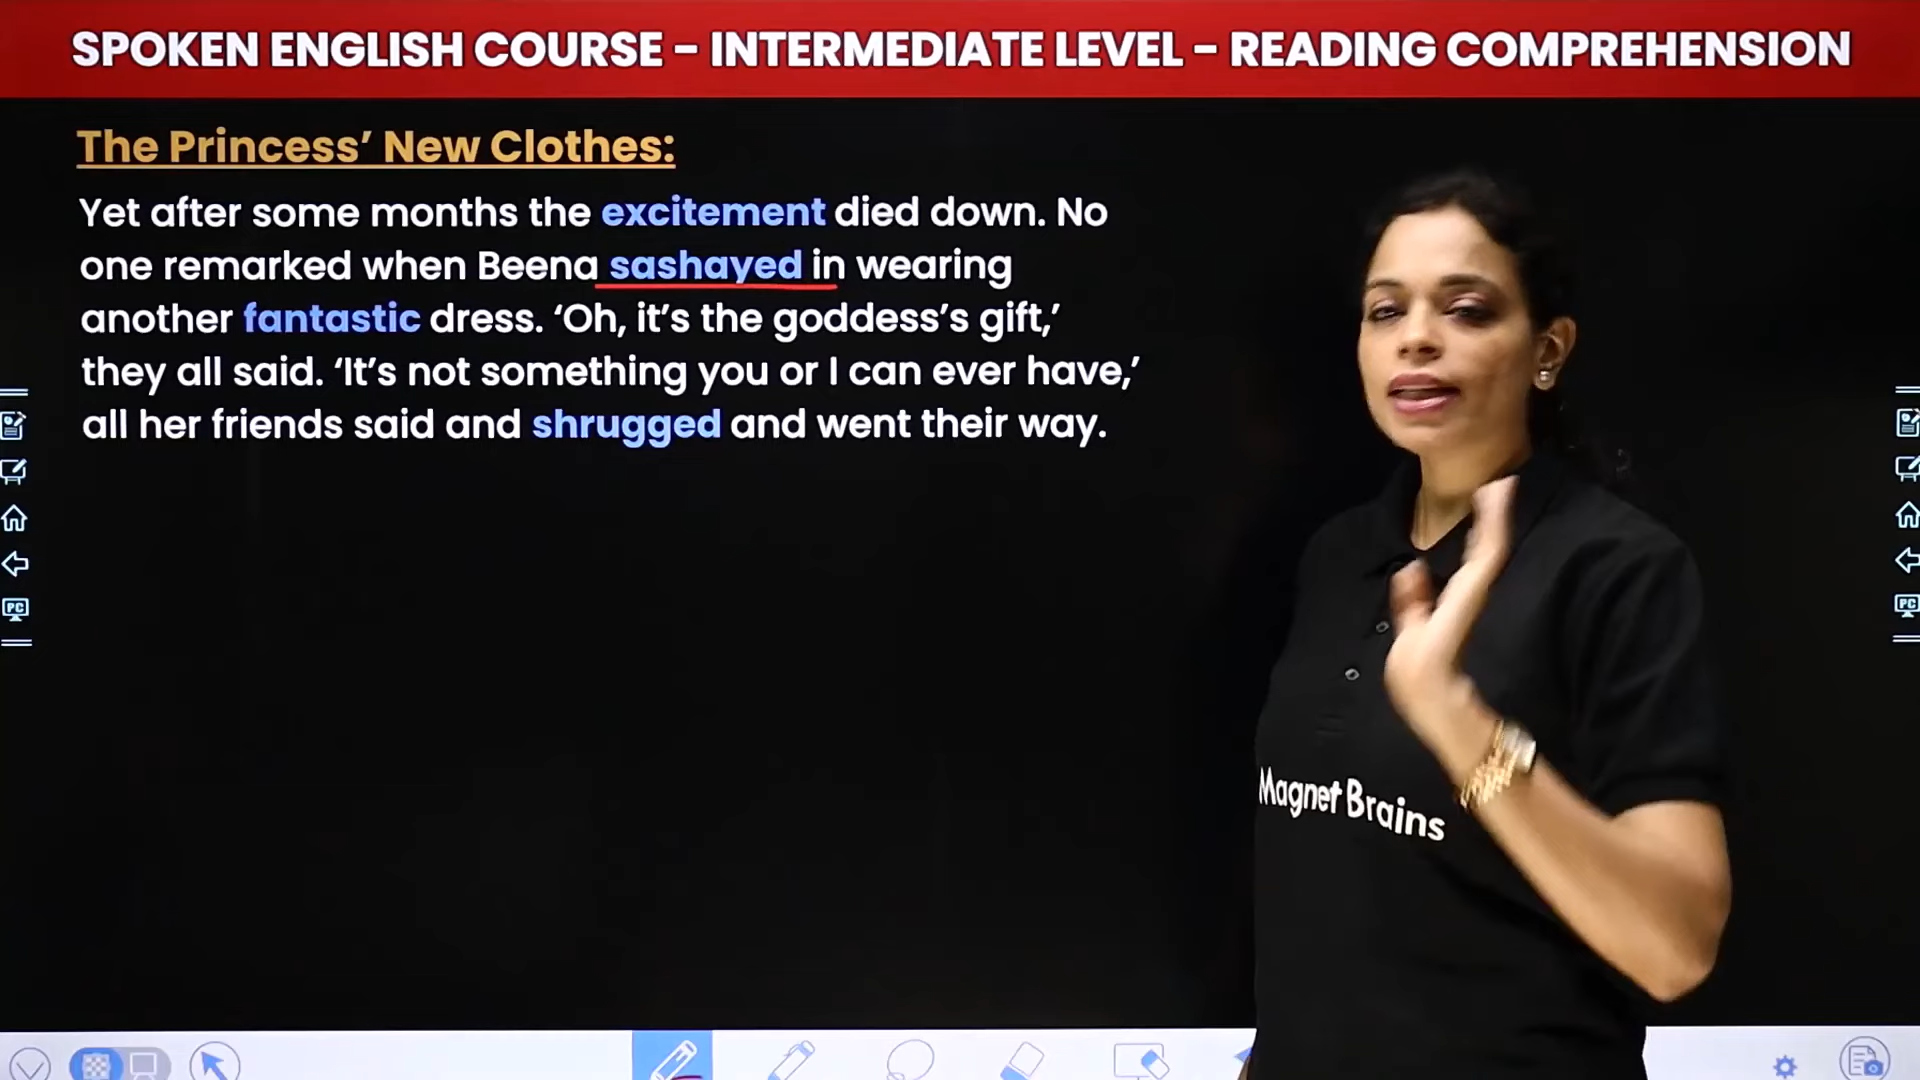 SPOKEN ENGLISH COURSE – INTERMEDIATE LEVEL – READING COMPREHENSION
The Princess’ New Clothes:
Yet after some months the excitement died down. No
one remarked when Beena sashayed in wearing
another fantastic dress. ‘Oh, it’s the goddess’s gift,’
they all said. ‘It’s not something you or I can ever have,’
all her friends said and shrugged and went their way.
Magnet Brains
PC
PC